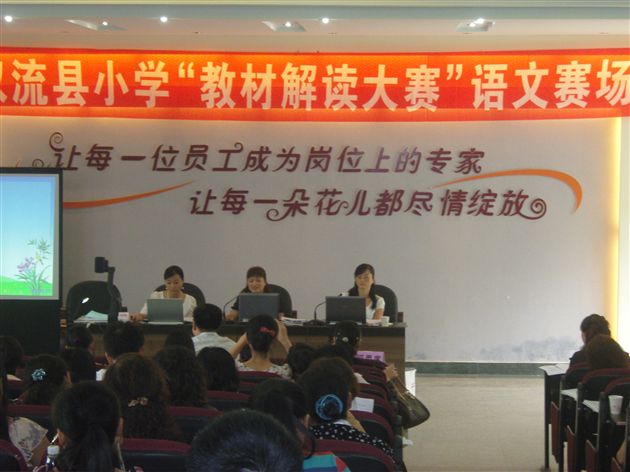 流县小学“教材解读大赛”语文赛场
让每一位员工成为岗位上的专家
让每一朵花儿都尽情绽放